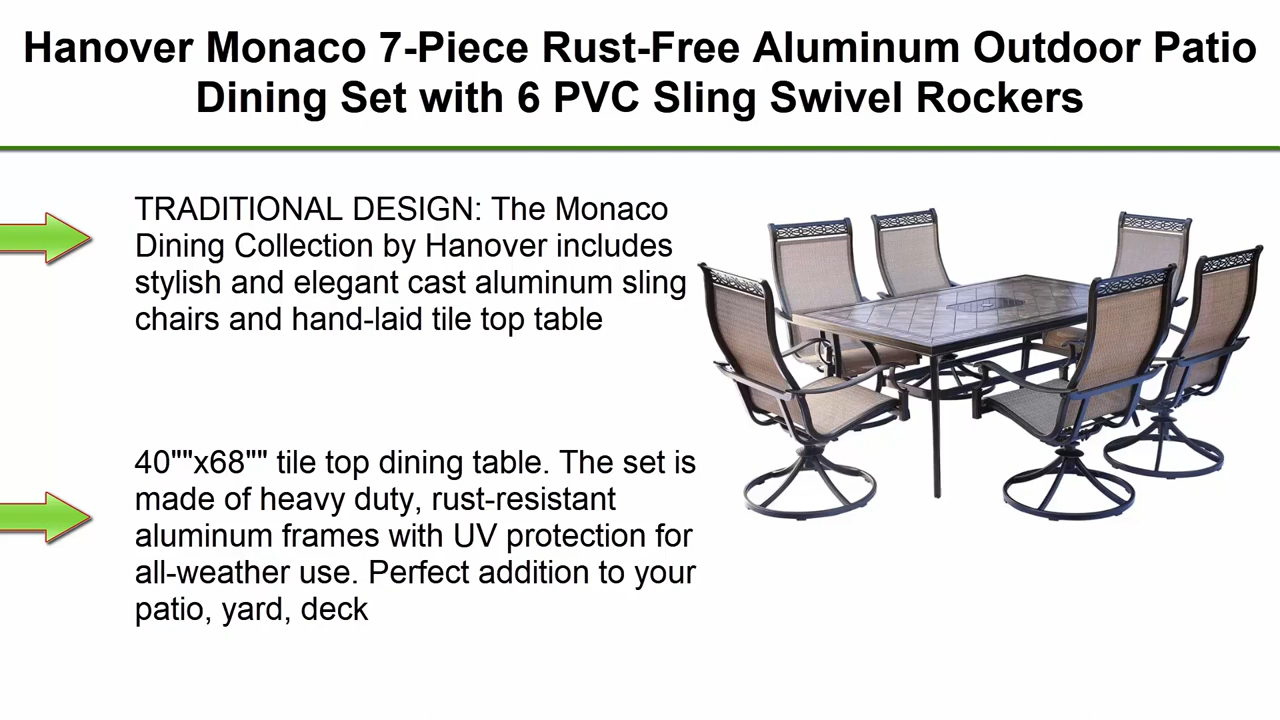 Hanover Monaco 7-Piece Rust-Free Aluminum Outdoor Patio
Dining Set with 6 PVC Sling Swivel Rockers
TRADITIONAL DESIGN: The Monaco
Dining Collection by Hanover includes
stylish and elegant cast aluminum sling
chairs and hand-laid tile top table
40""x68"" tile top dining table. The set is
made of heavy duty, rust-resistant
aluminum frames with UV protection for
all-weather use. Perfect addition to your
patio, yard, deck